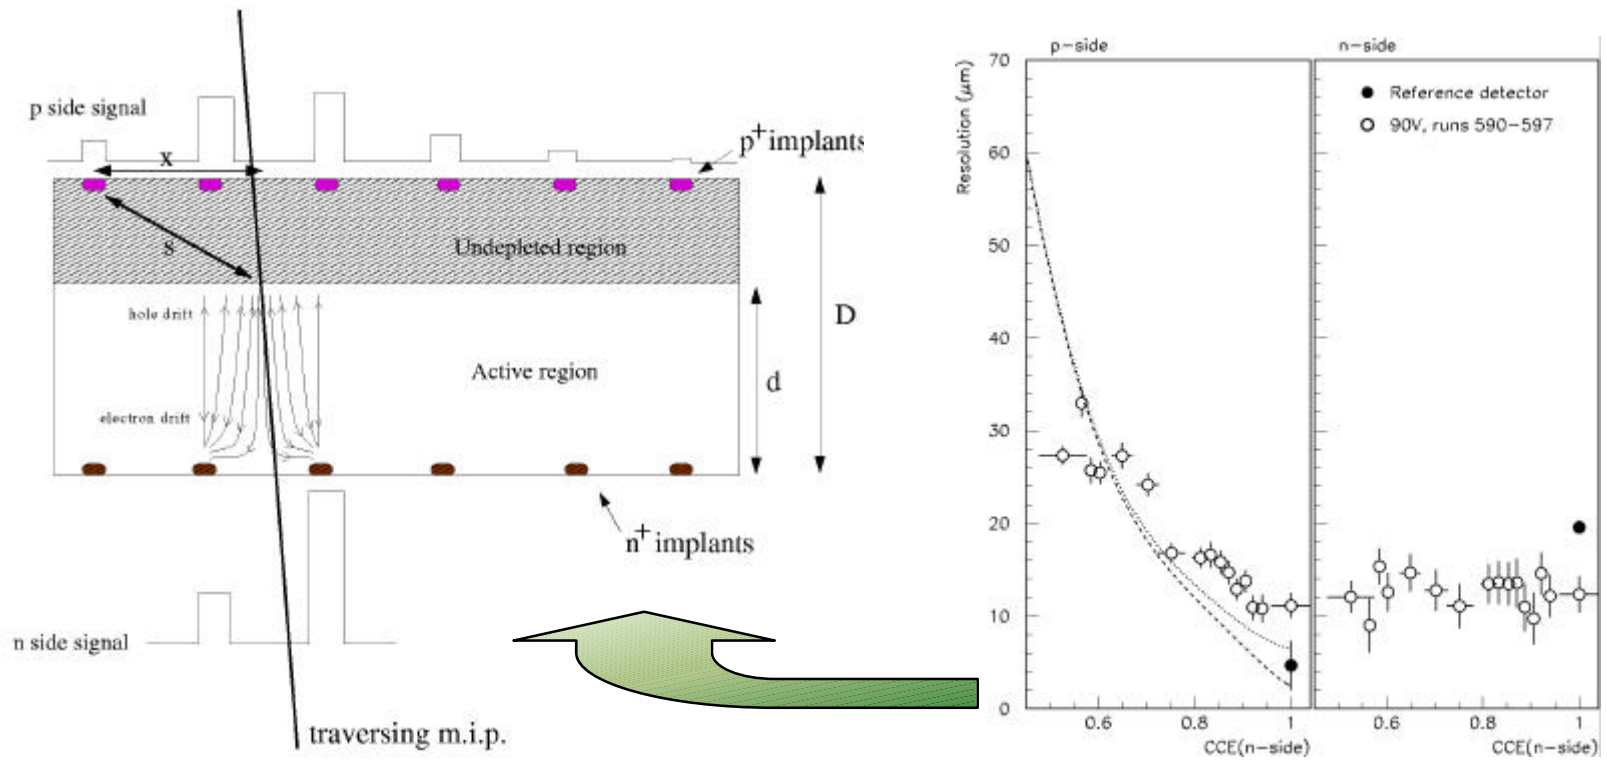 p side signal
x
p+ implants
s
Undepleted region
hole drift
D
Active region
d
electron drift
n+ implants
n side signal
traversing m.i.p.
p-side
n-side
Resolution (μm)
70
60
50
40
30
20
10
0
0.6
0.8
1
CCE(n-side)
Reference detector
90V, runs 590-597
0.6
0.8
1
CCE(n-side)